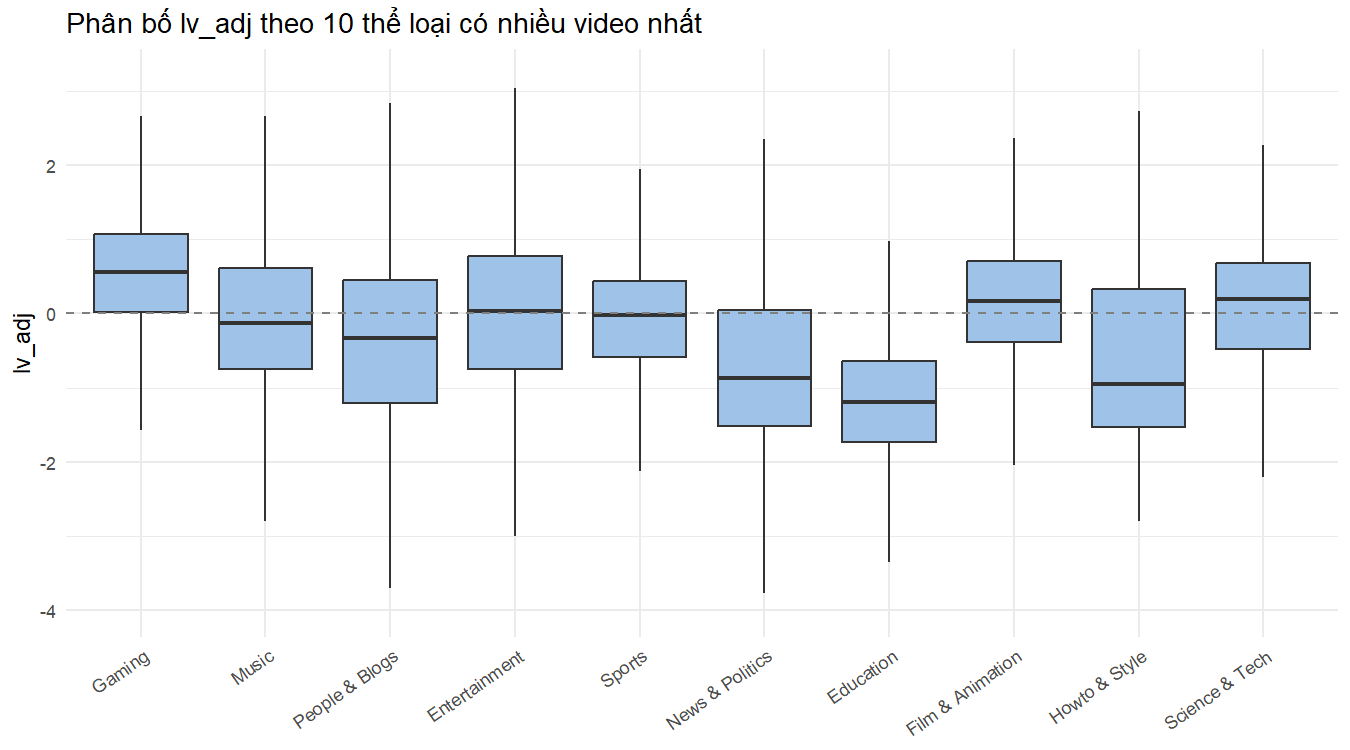 Phân bố lv_adj theo 10 thể loại có nhiều video nhất
lv_adj
2
0
-2
-4
Gaming
Music
People & Blogs
Entertainment
Sports
News & Politics
Education
Film & Animation
Howto & Style
Science & Tech